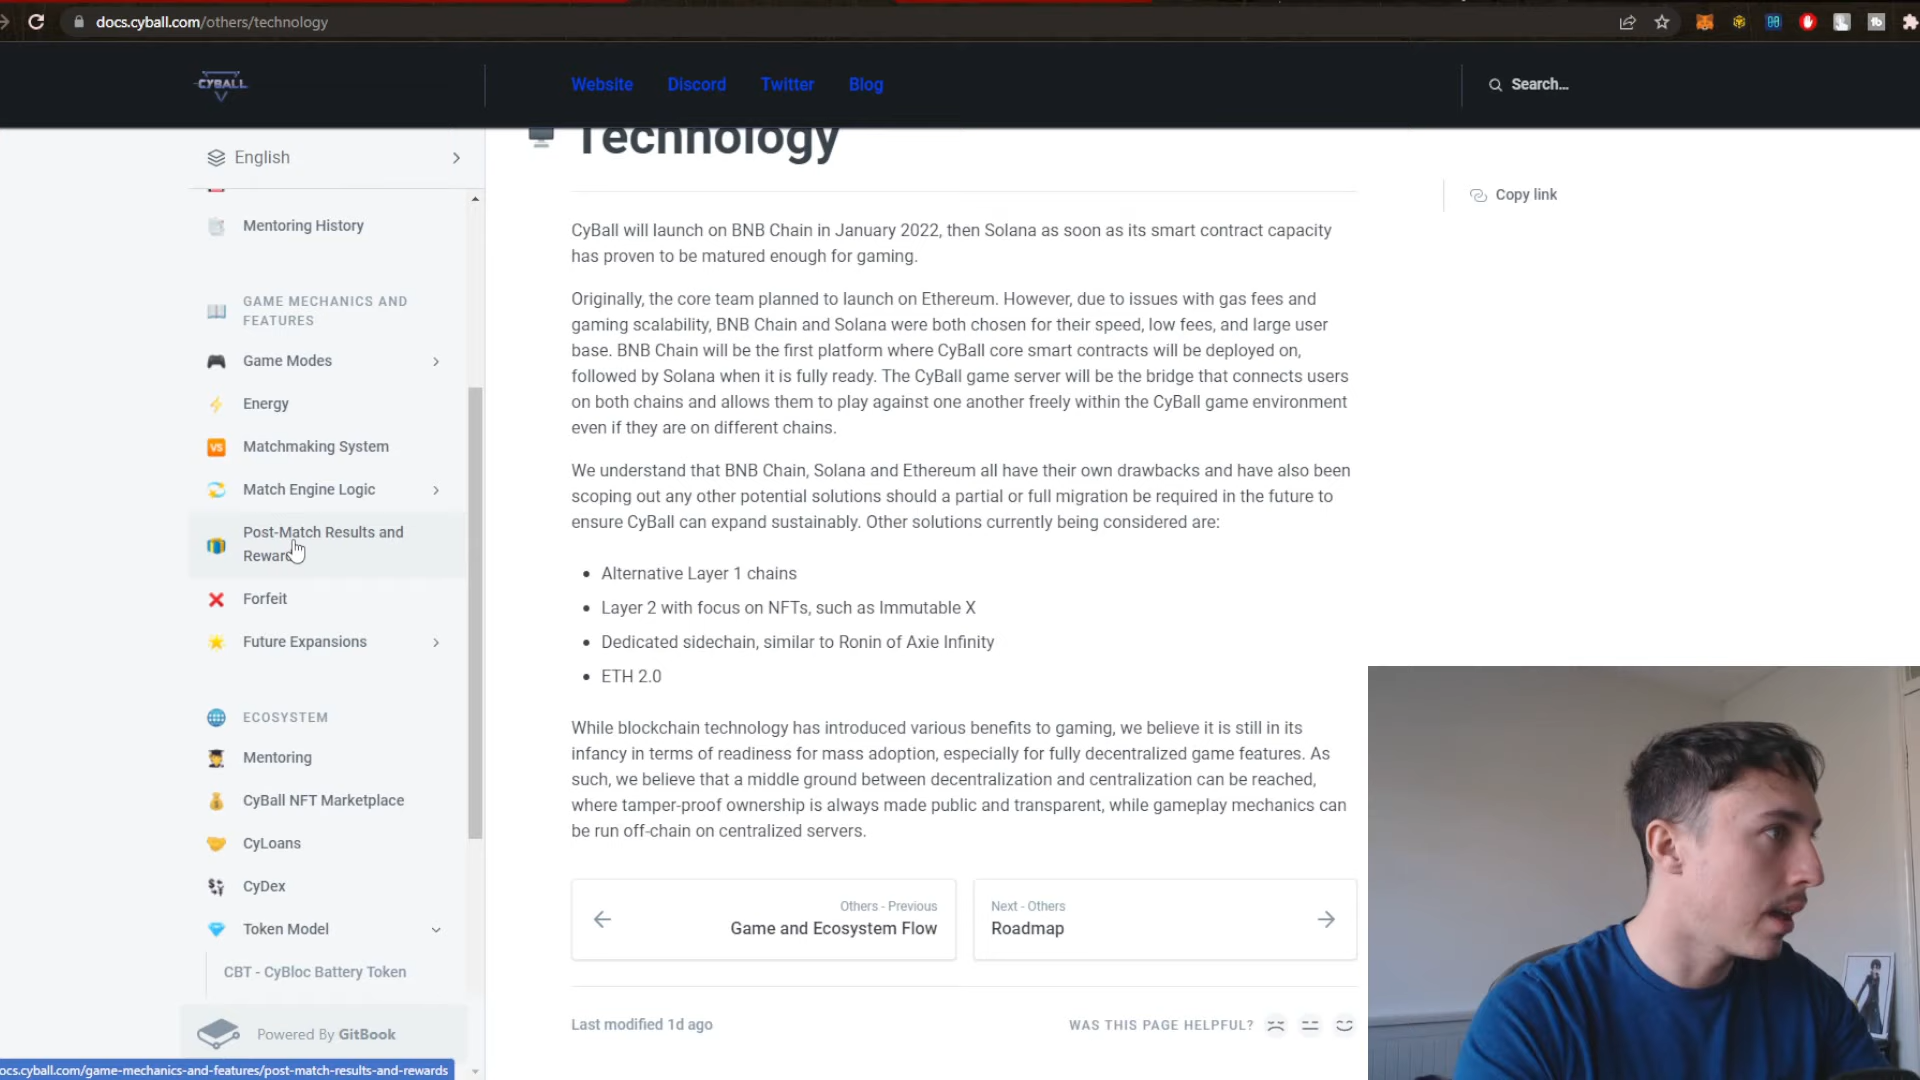 docs.cyball.com/others/technology
CYBALL
Website Discord Twitter Blog
Search...
English
Mentoring History
GAME MECHANICS AND
FEATURES
Game Modes
Energy
VS Matchmaking System
Match Engine Logic
Post-Match Results and
Rewards
Forfeit
Future Expansions
ECOSYSTEM
Mentoring
CyBall NFT Marketplace
CyLoans
CyDex
Token Model
CBT - CyBloc Battery Token
Powered By GitBook
ocs.cyball.com/game-mechanics-and-features/post-match-results-and-rewards
Technology
Copy link
CyBall will launch on BNB Chain in January 2022, then Solana as soon as its smart contract capacity
has proven to be matured enough for gaming.
Originally, the core team planned to launch on Ethereum. However, due to issues with gas fees and
gaming scalability, BNB Chain and Solana were both chosen for their speed, low fees, and large user
base. BNB Chain will be the first platform where CyBall core smart contracts will be deployed on,
followed by Solana when it is fully ready. The CyBall game server will be the bridge that connects users
on both chains and allows them to play against one another freely within the CyBall game environment
even if they are on different chains.
We understand that BNB Chain, Solana and Ethereum all have their own drawbacks and have also been
scoping out any other potential solutions should a partial or full migration be required in the future to
ensure CyBall can expand sustainably. Other solutions currently being considered are:
• Alternative Layer 1 chains
• Layer 2 with focus on NFTs, such as Immutable X
• Dedicated sidechain, similar to Ronin of Axie Infinity
• ETH 2.0
While blockchain technology has introduced various benefits to gaming, we believe it is still in its
infancy in terms of readiness for mass adoption, especially for fully decentralized game features. As
such, we believe that a middle ground between decentralization and centralization can be reached,
where tamper-proof ownership is always made public and transparent, while gameplay mechanics can
be run off-chain on centralized servers.
Others - Previous
Game and Ecosystem Flow
Next - Others
Roadmap
Last modified 1d ago
WAS THIS PAGE HELPFUL?